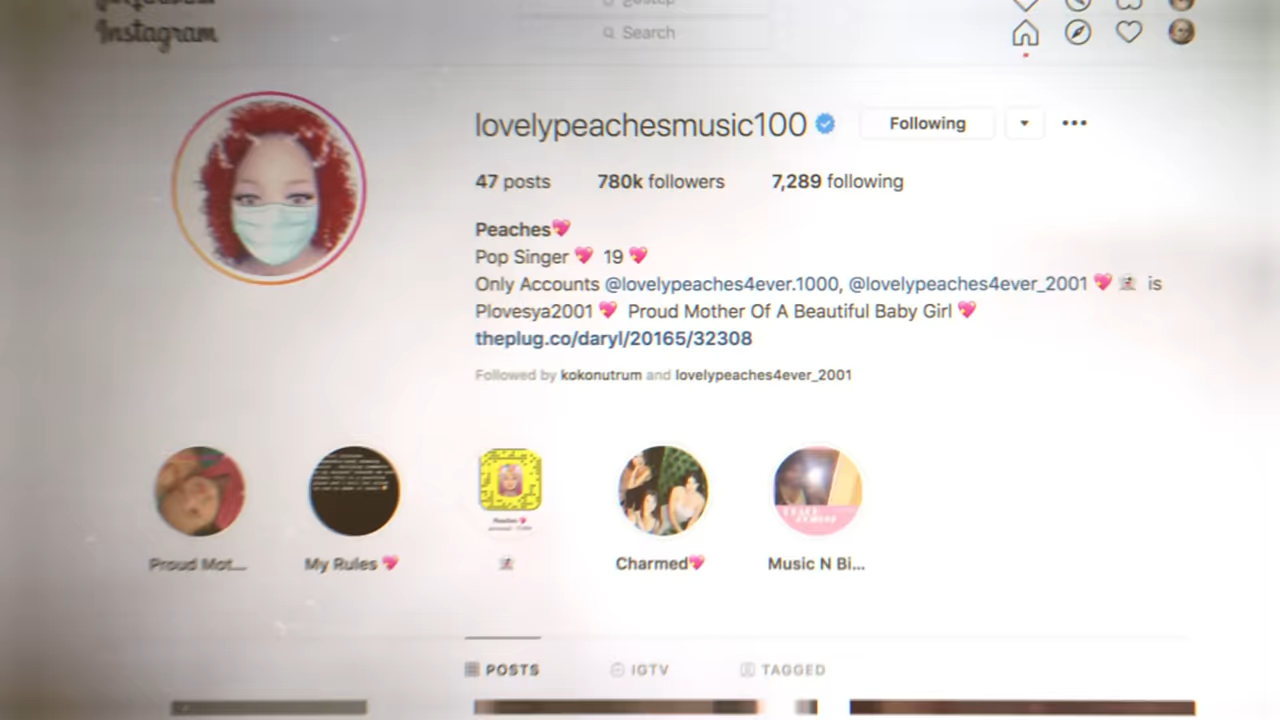 Instagram
Search
lovelypeachesmusic100
Following
47 posts 780k followers 7,289 following
Peaches💖
Pop Singer 💖 19 💖
Only Accounts @lovelypeaches4ever.1000, @lovelypeaches4ever_2001 💖 👻 is
Plovesya2001 💖 Proud Mother Of A Beautiful Baby Girl 💖
theplug.co/daryl/20165/32308
Followed by kokonutrum and lovelypeaches4ever_2001
Proud Mot... My Rules 💖 👻 Charmed💖 Music N Bi...
POSTS IGTV TAGGED